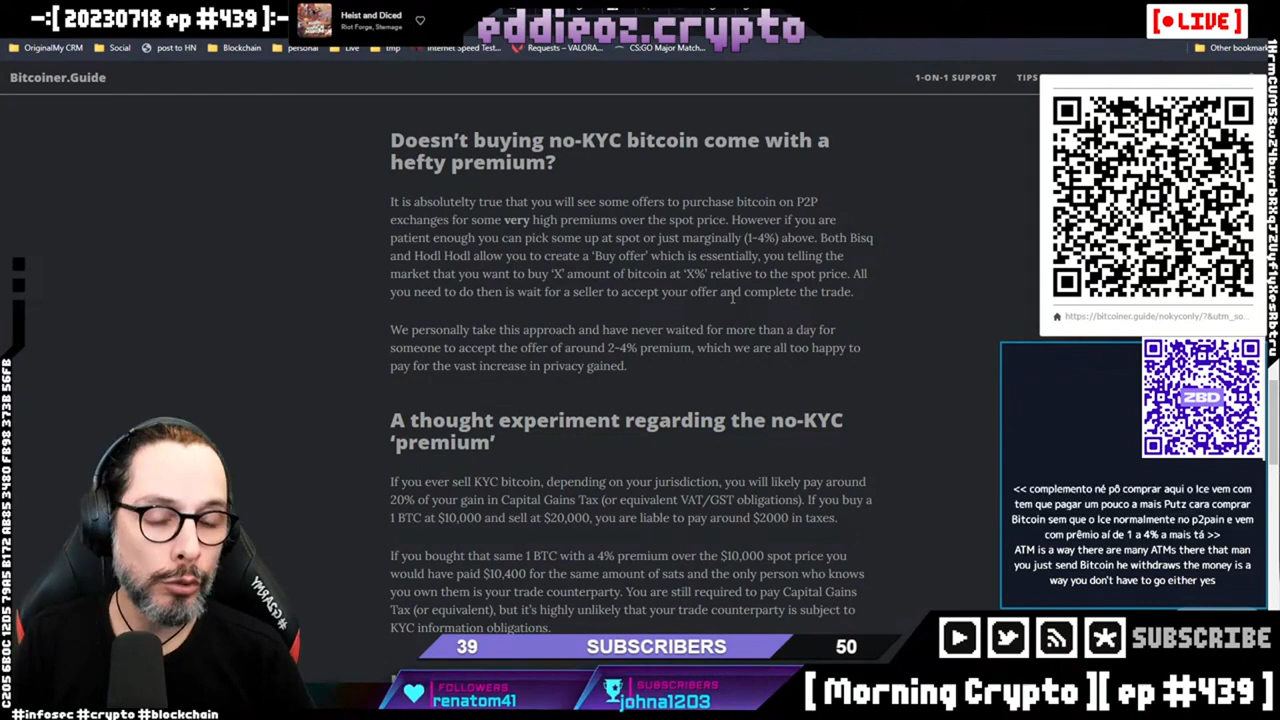 -:[ 20230718 ep #439 ]:-
Heist and Diced
Riot Forge, Stemage
eddieoz.crypto
[ LIVE ]
OriginalMy CRM
Social
post to HN
Blockchain
personal
Live
tmp
Internet Speed Test...
Requests – VALORA...
CS:GO Major Match...
Other bookmark
Bitcoiner.Guide
1-ON-1 SUPPORT
TIPS
Doesn’t buying no-KYC bitcoin come with a
hefty premium?
It is absolutelty true that you will see some offers to purchase bitcoin on P2P
exchanges for some very high premiums over the spot price. However if you are
patient enough you can pick some up at spot or just marginally (1-4%) above. Both Bisq
and Hodl Hodl allow you to create a ‘Buy offer’ which is essentially, you telling the
market that you want to buy ‘X’ amount of bitcoin at ‘X%’ relative to the spot price. All
you need to do then is wait for a seller to accept your offer and complete the trade.
We personally take this approach and have never waited for more than a day for
someone to accept the offer of around 2-4% premium, which we are all too happy to
pay for the vast increase in privacy gained.
A thought experiment regarding the no-KYC
‘premium’
If you ever sell KYC bitcoin, depending on your jurisdiction, you will likely pay around
20% of your gain in Capital Gains Tax (or equivalent VAT/GST obligations). If you buy a
1 BTC at $10,000 and sell at $20,000, you are liable to pay around $2000 in taxes.
If you bought that same 1 BTC with a 4% premium over the $10,000 spot price you
would have paid $10,400 for the same amount of sats and the only person who knows
you own them is your trade counterparty. You are still required to pay Capital Gains
Tax (or equivalent), but it’s highly unlikely that your trade counterparty is subject to
KYC information obligations.
https://bitcoiner.guide/nokyconly/?&utm_so...
ZBD
<< complemento né pô comprar aqui o Ice vem com
tem que pagar um pouco a mais Putz cara comprar
Bitcoin sem que o Ice normalmente no p2pain e vem
com prêmio aí de 1 a 4% a mais tá >>
ATM is a way there are many ATMs there that man
you just send Bitcoin he withdraws the money is a
way you don't have to go either yes
YMRACO
39
SUBSCRIBERS
50
FOLLOWERS
renatom41
SUBSCRIBERS
johna1203
SUBSCRIBE
[ Morning Crypto ][ ep #439 ]
#infosec #crypto #blockchain